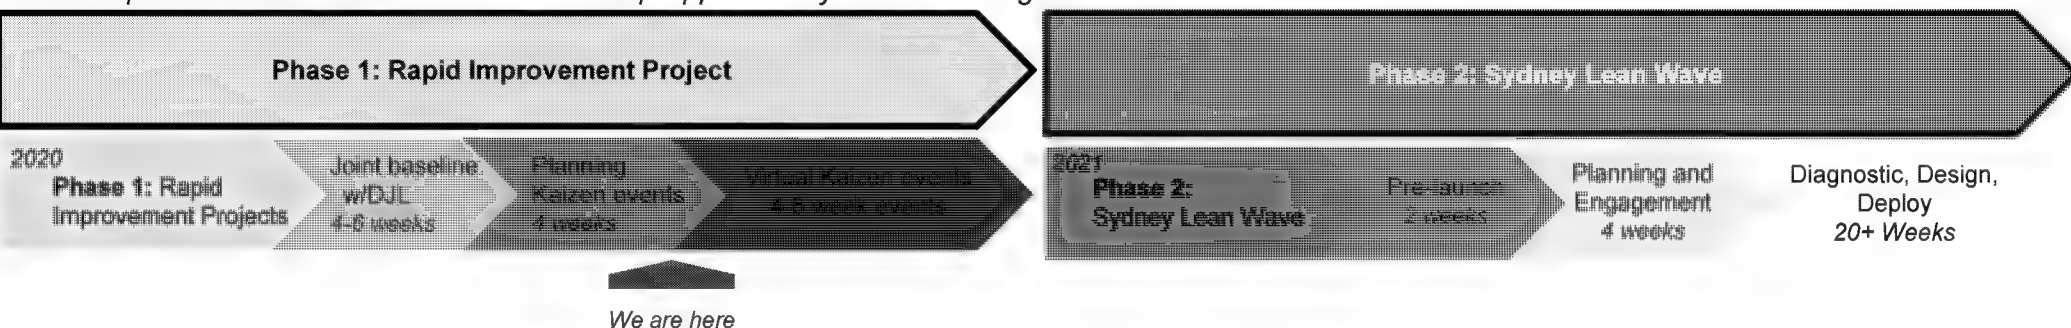 Phase 1: Rapid Improvement Project
Phase 2: Sydney Lean Wave
2020
Phase 1: Rapid
Improvement Projects
Joint baseline
w/DJL
4-6 weeks
Planning
Kaizen events
4 weeks
Virtual Kaizen events
4-6 week events
2021
Phase 2:
Sydney Lean Wave
Pre-launch
2 weeks
Planning and
Engagement
4 weeks
Diagnostic, Design,
Deploy
20+ Weeks
We are here